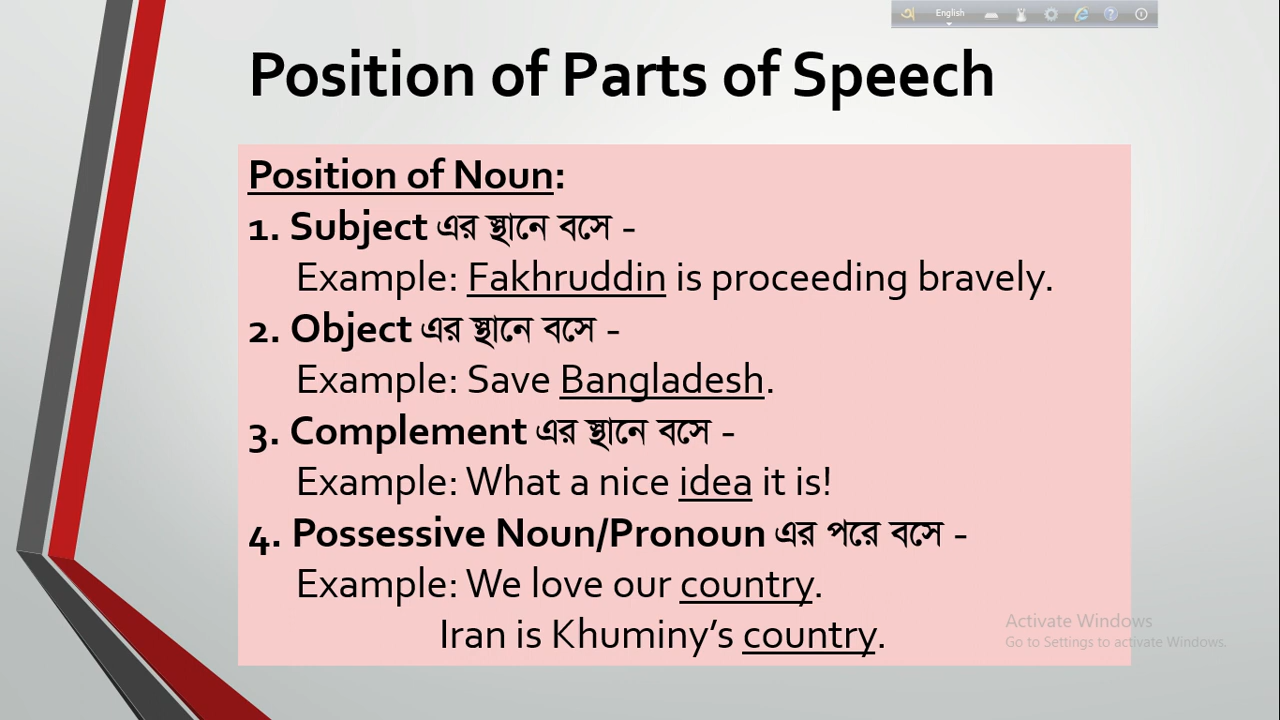 অ English
Position of Parts of Speech
Position of Noun:
1. Subject এর স্থানে বসে -
Example: Fakhruddin is proceeding bravely.
2. Object এর স্থানে বসে -
Example: Save Bangladesh.
3. Complement এর স্থানে বসে -
Example: What a nice idea it is!
4. Possessive Noun/Pronoun এর পরে বসে -
Example: We love our country.
Iran is Khuminy’s country.
Activate Windows
Go to Settings to activate Windows.